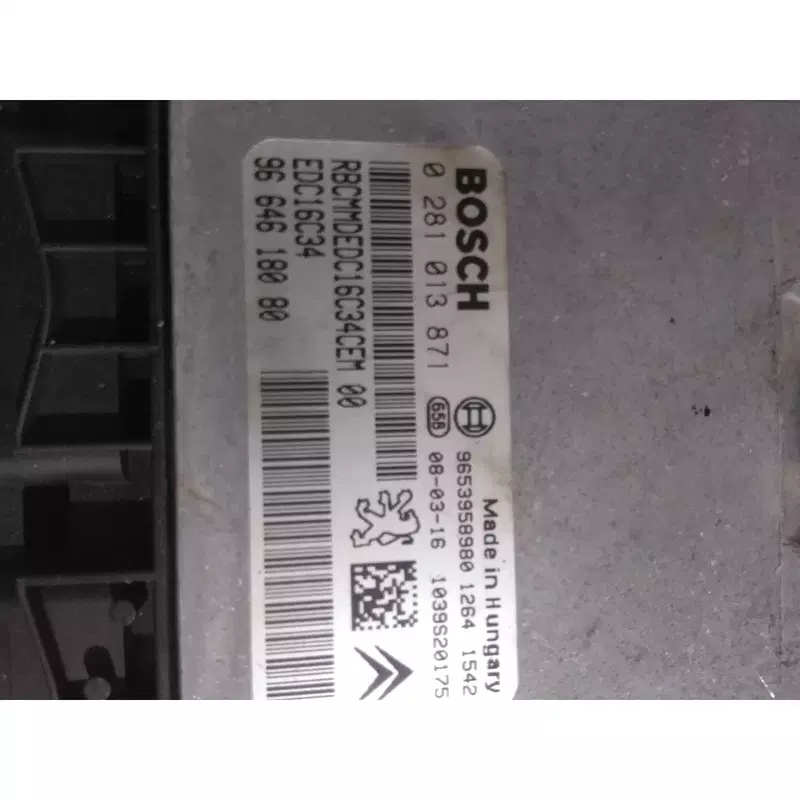 BOSCH
Made in Hungary
9653958980 1264 1542
0 281 013 871
65B
08-03-16 1039S20175
RBCMMDEDC16C34CEM 00
EDC16C34
96 646 180 80